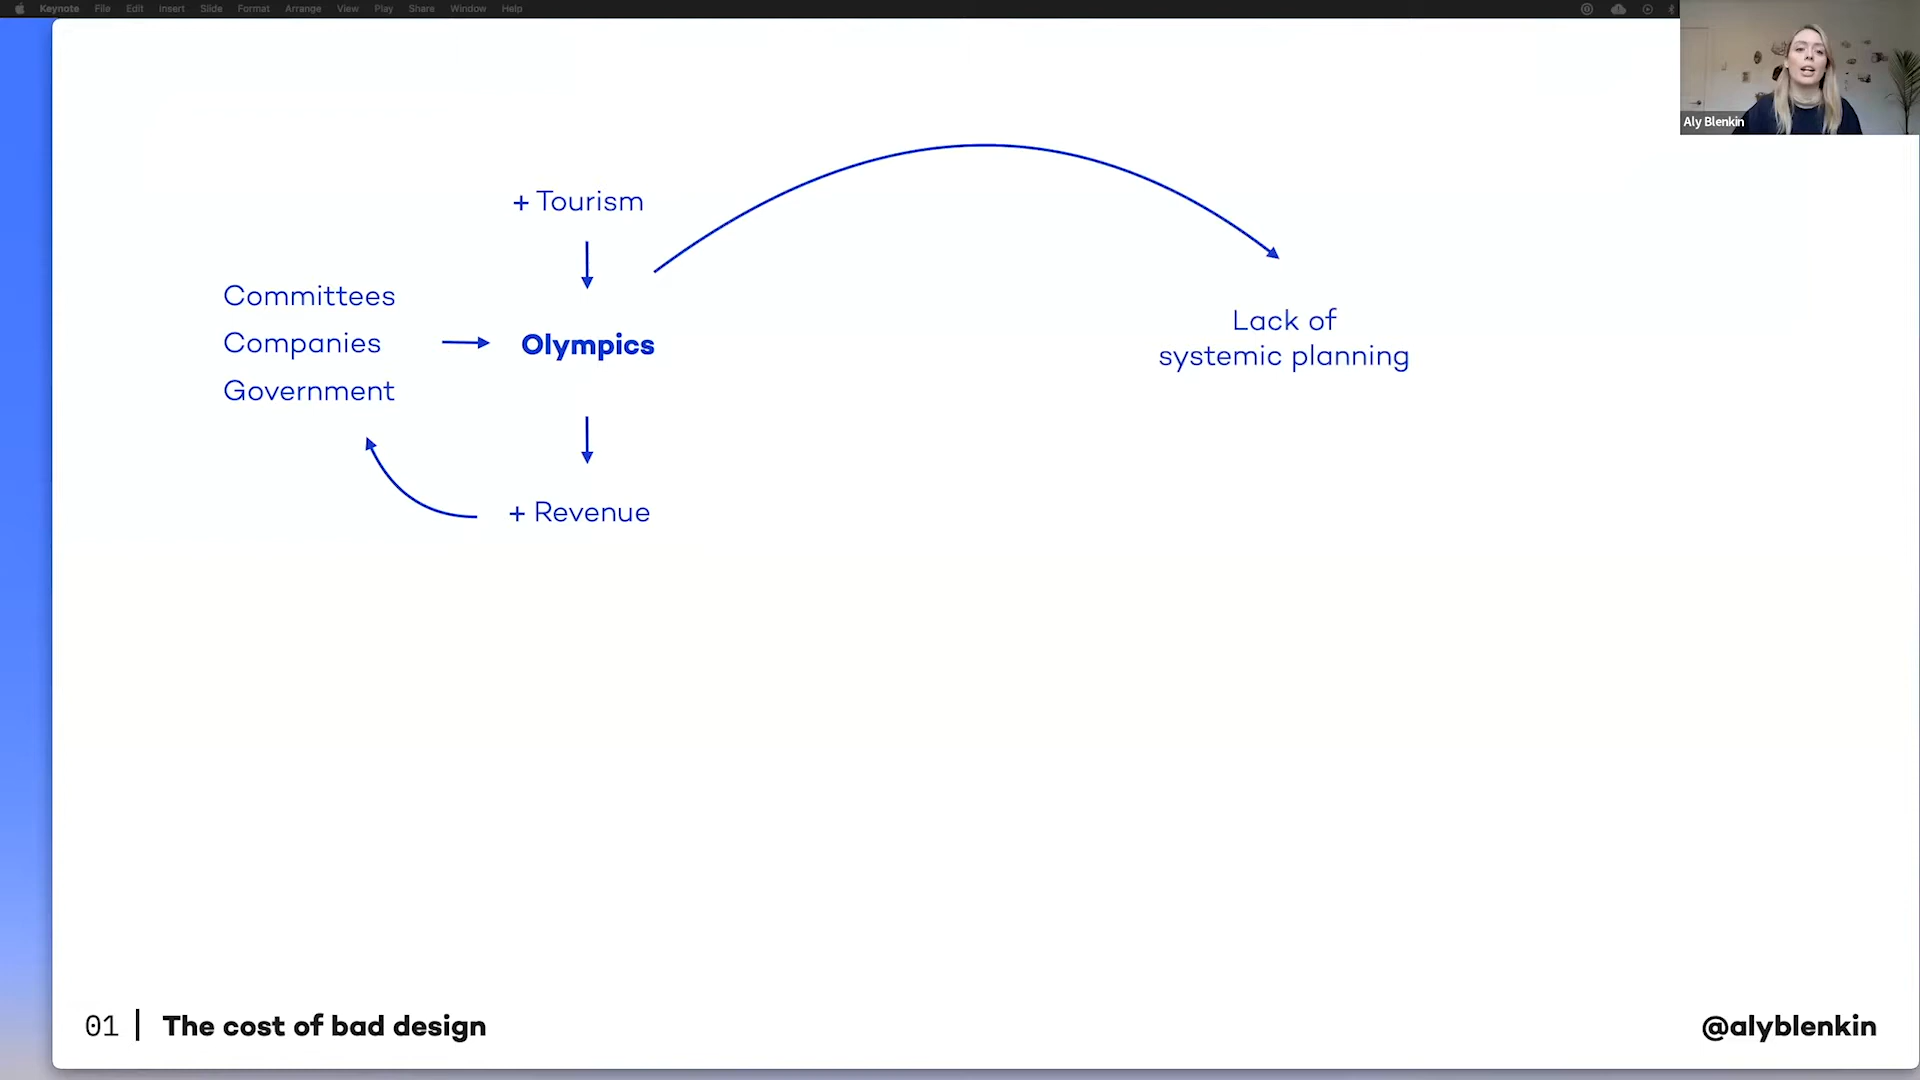 Keynote File Edit Insert Slide Format Arrange View Play Share Window Help
Aly Blenkin
+ Tourism
Committees
Companies
Government
Olympics
+ Revenue
Lack of
systemic planning
01 | The cost of bad design
@alyblenkin